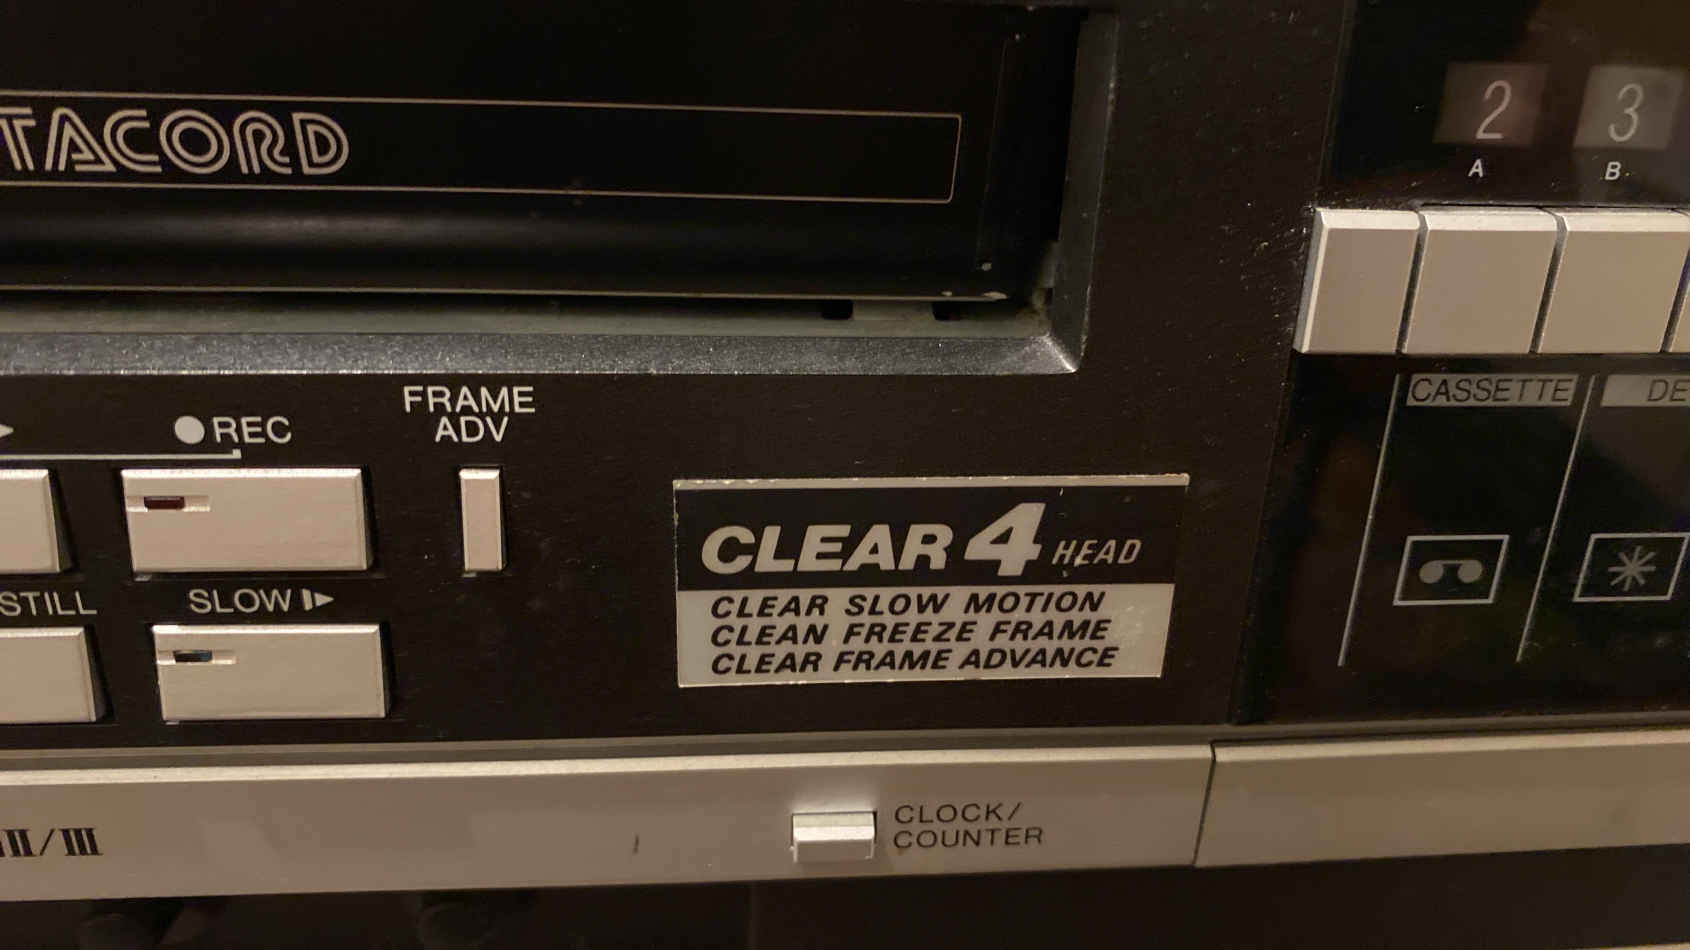 TACORD
2 3
A B
CASSETTE DE
FRAME
ADV
REC
STILL
SLOW
CLEAR 4 HEAD
CLEAR SLOW MOTION
CLEAN FREEZE FRAME
CLEAR FRAME ADVANCE
II/III
CLOCK/
COUNTER